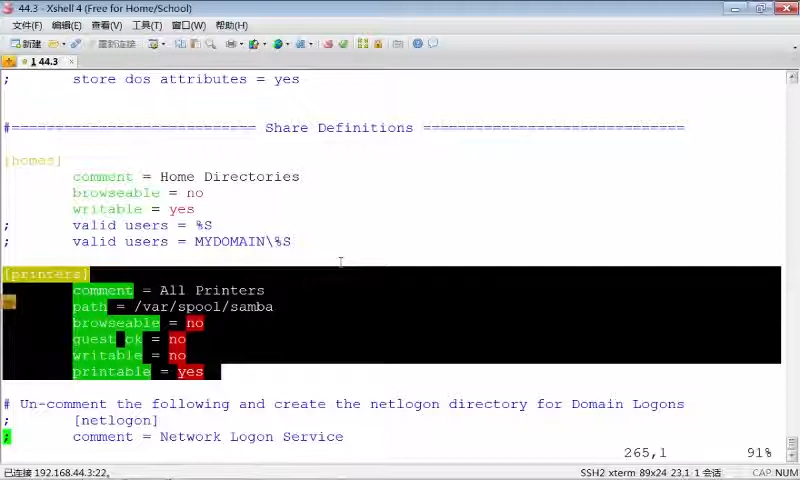 44.3 - Xshell 4 (Free for Home/School)
文件(F) 编辑(E) 查看(V) 工具(T) 窗口(W) 帮助(H)
新建 重新连接
1 44.3
; store dos attributes = yes
#============================ Share Definitions ==============================
[homes]
comment = Home Directories
browseable = no
writable = yes
; valid users = %S
; valid users = MYDOMAIN\%S
[printers]
comment = All Printers
path = /var/spool/samba
browseable = no
guest ok = no
writable = no
printable = yes
# Un-comment the following and create the netlogon directory for Domain Logons
; [netlogon]
; comment = Network Logon Service
265,1 91%
已连接 192.168.44.3:22。 SSH2 xterm 89x24 23,1 1 会话 CAP NUM